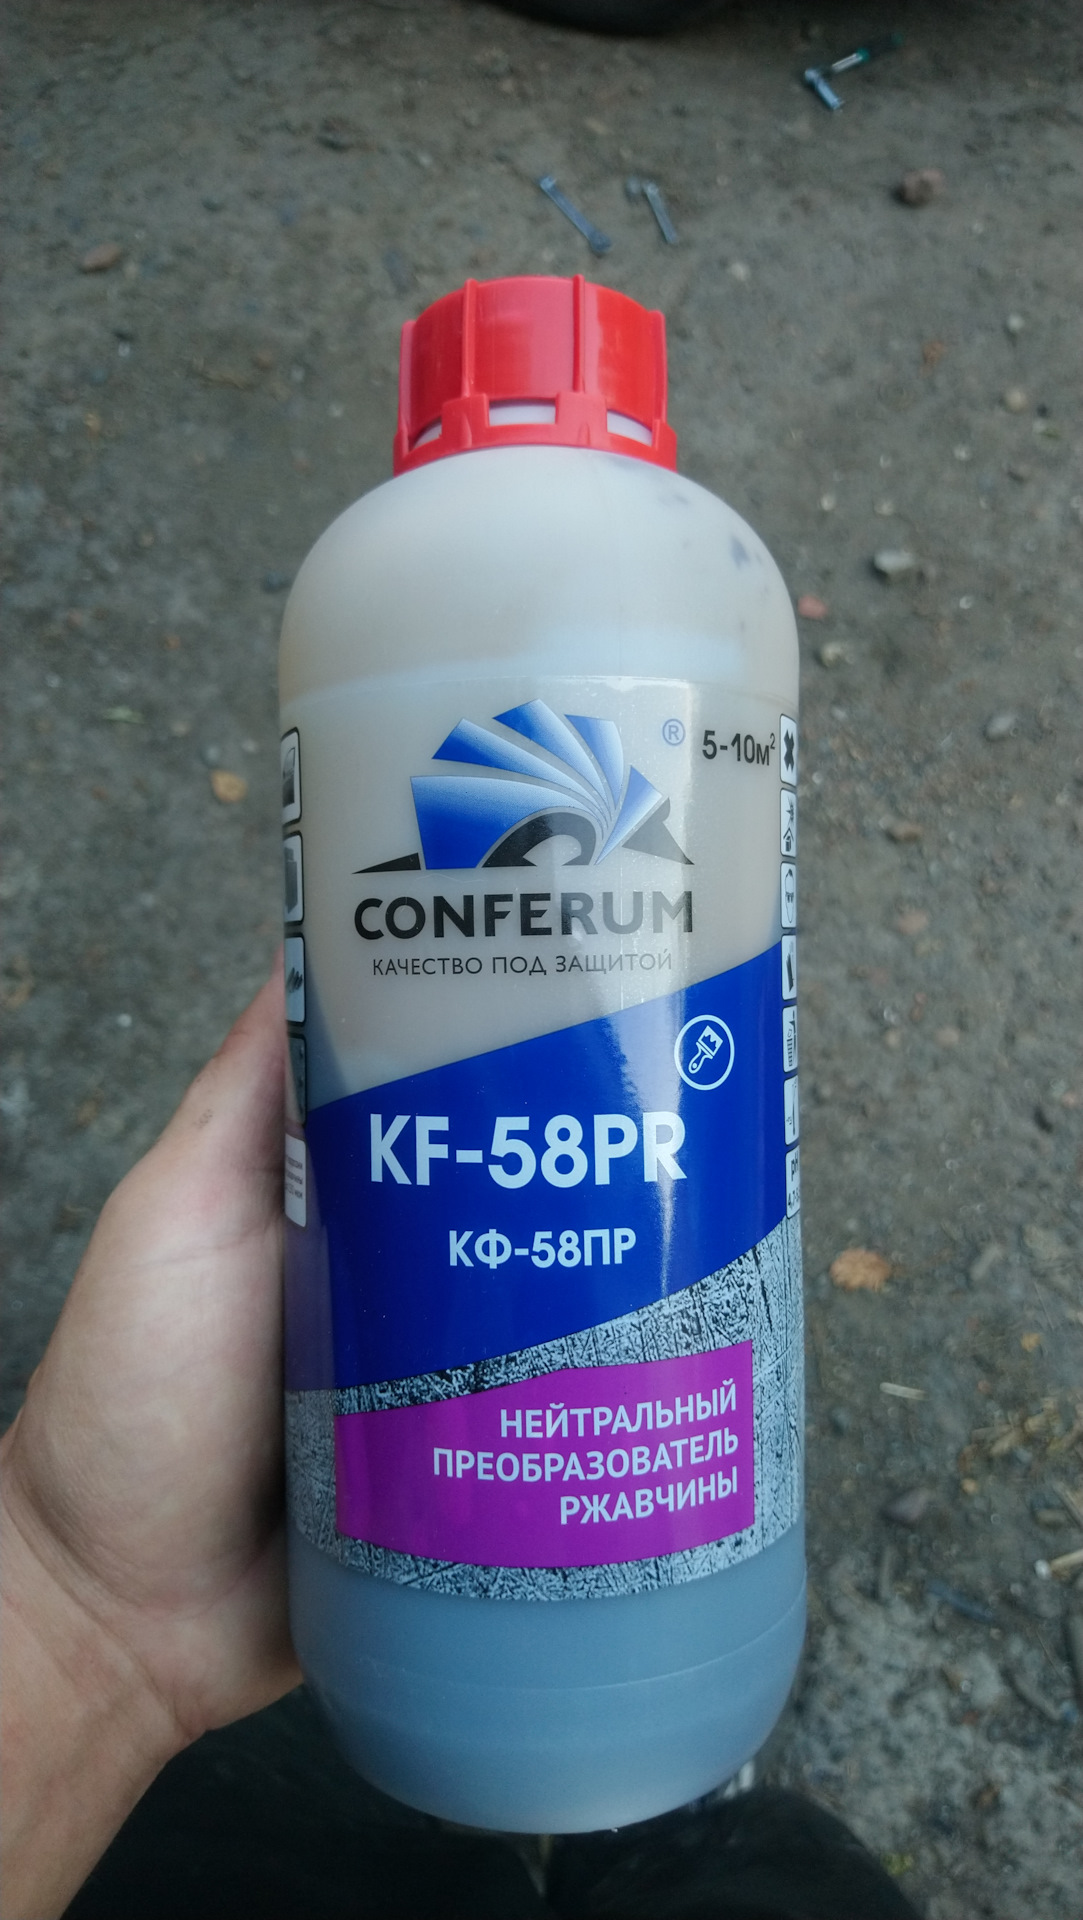 ®
5-10м²
CONFERUM
КАЧЕСТВО ПОД ЗАЩИТОЙ
KF-58PR
КФ-58ПР
НЕЙТРАЛЬНЫЙ
ПРЕОБРАЗОВАТЕЛЬ
РЖАВЧИНЫ